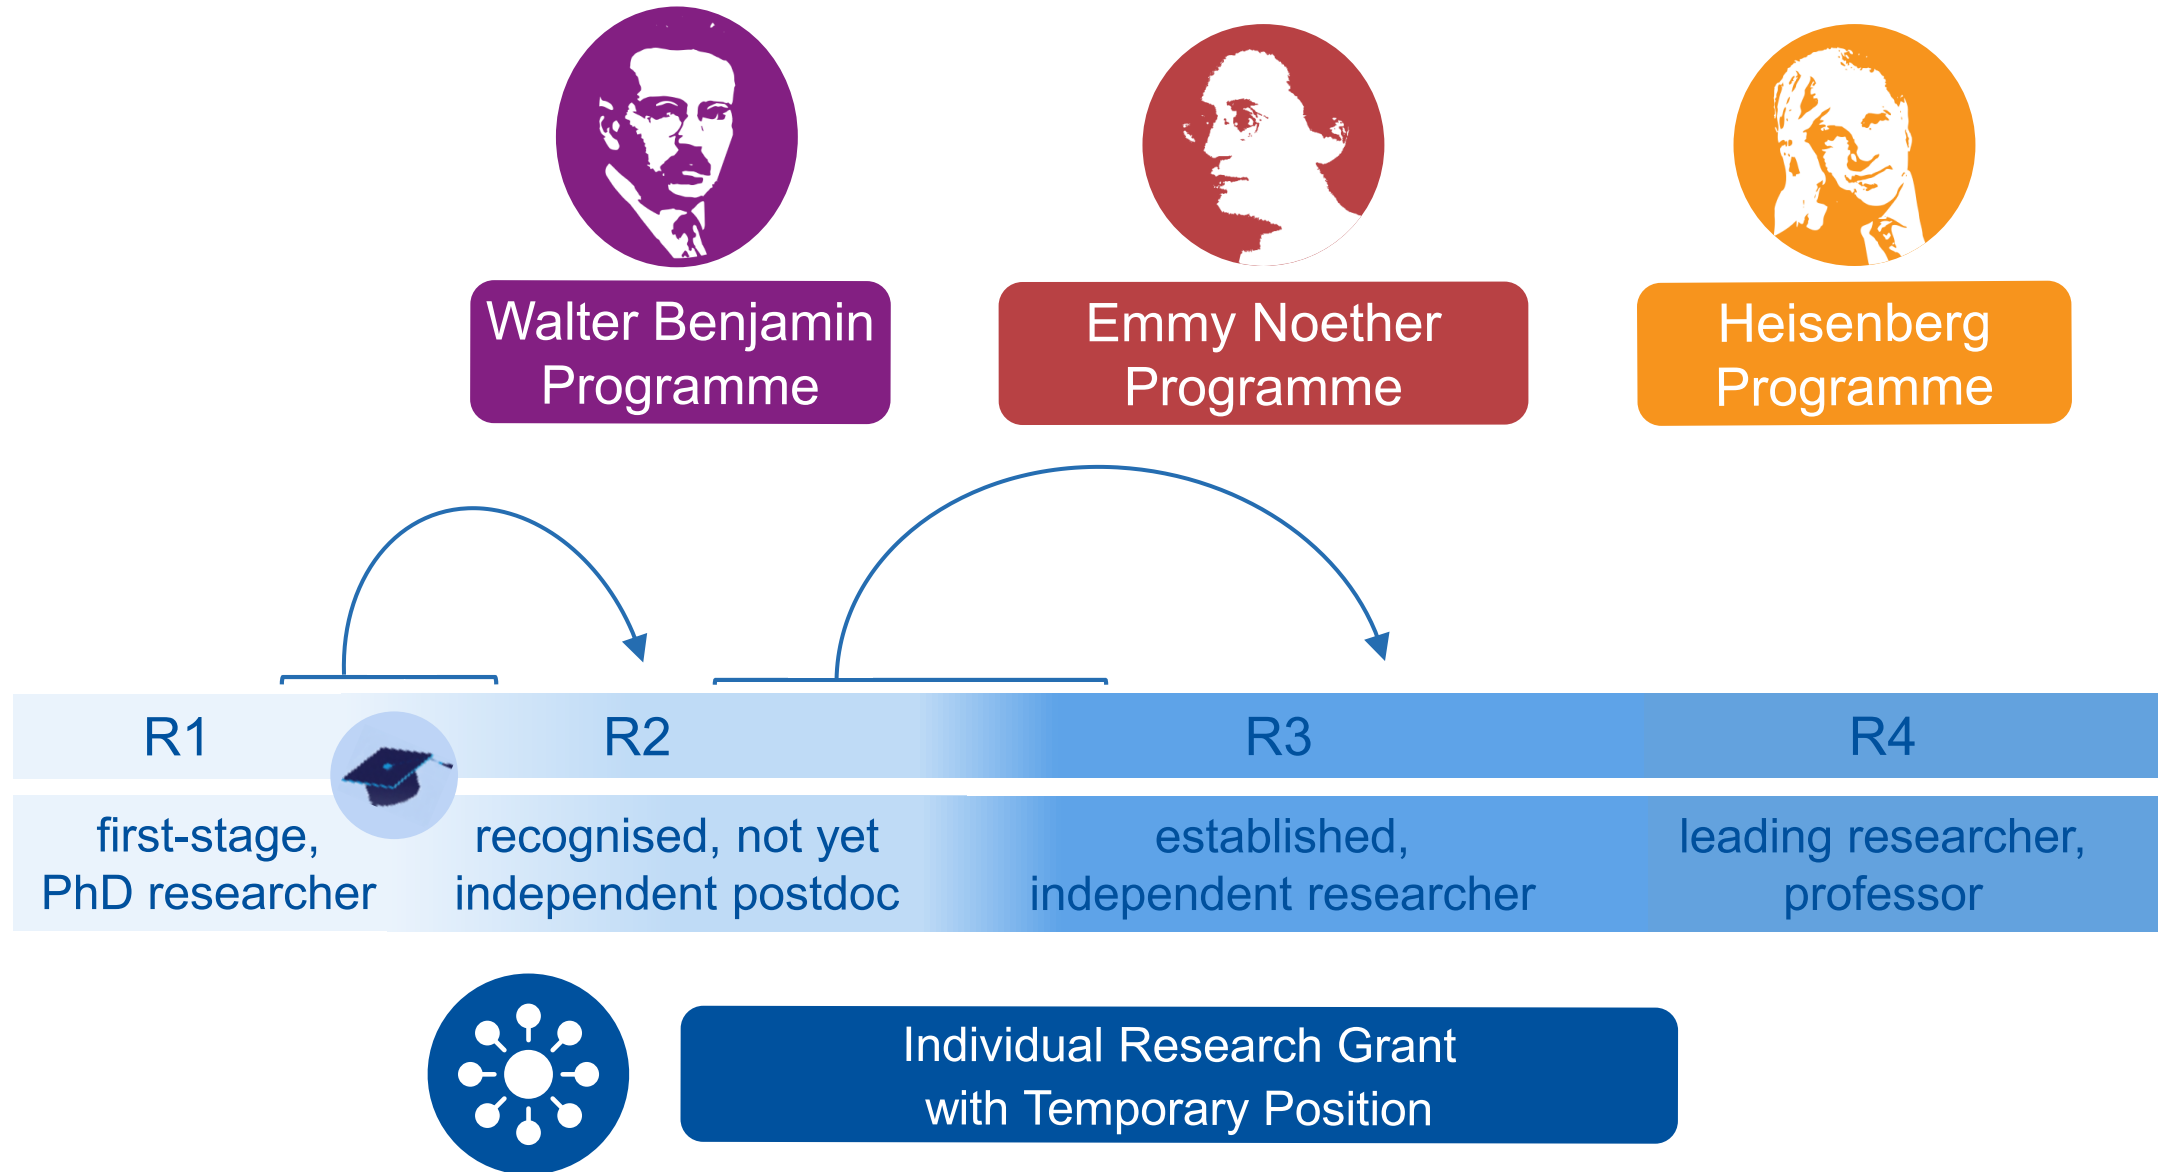 Walter Benjamin
Programme
Emmy Noether
Programme
Heisenberg
Programme
R1
R2
R3
R4
first-stage,
PhD researcher
recognised, not yet
independent postdoc
established,
independent researcher
leading researcher,
professor
Individual Research Grant
with Temporary Position